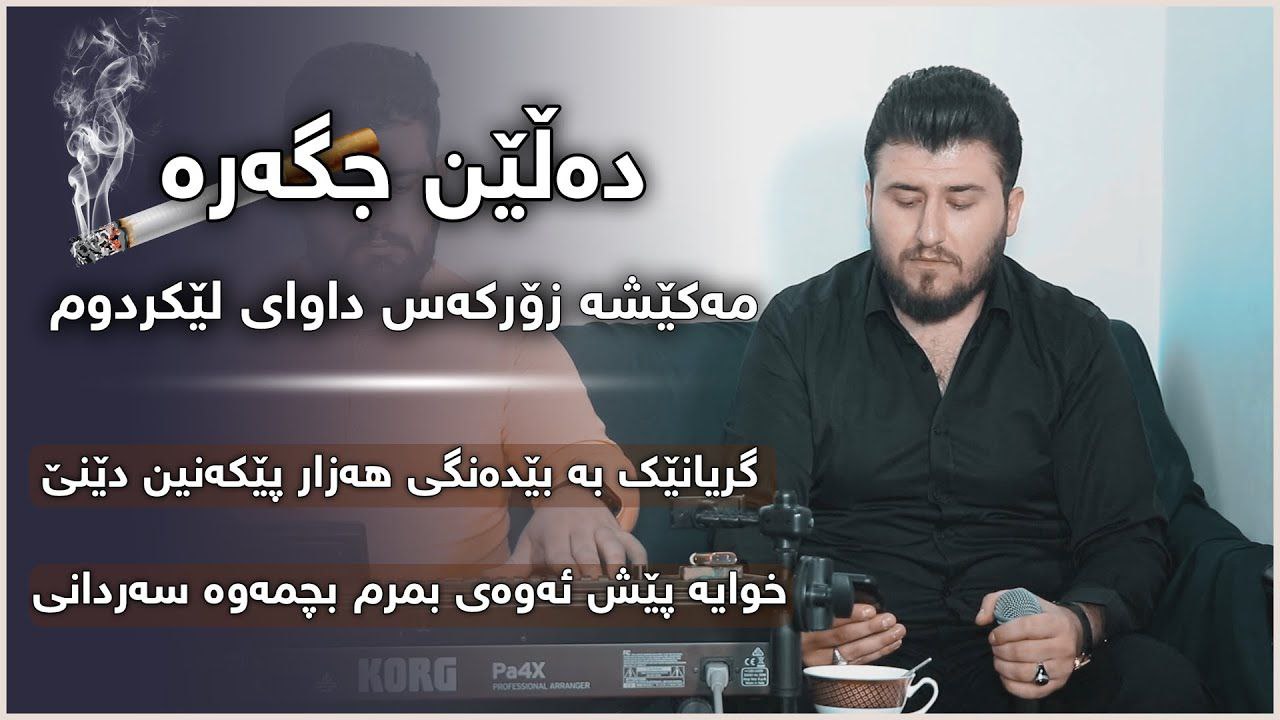 دەڵێن جگەرە
مەکێشە زۆرکەس داوای لێکردوم
گریانێک بە بێدەنگی هەزار پێکەنین دێنێ
خوایە پێش ئەوەی بمرم بچمەوە سەردانی
KORG
Pa4X
PROFESSIONAL ARRANGER